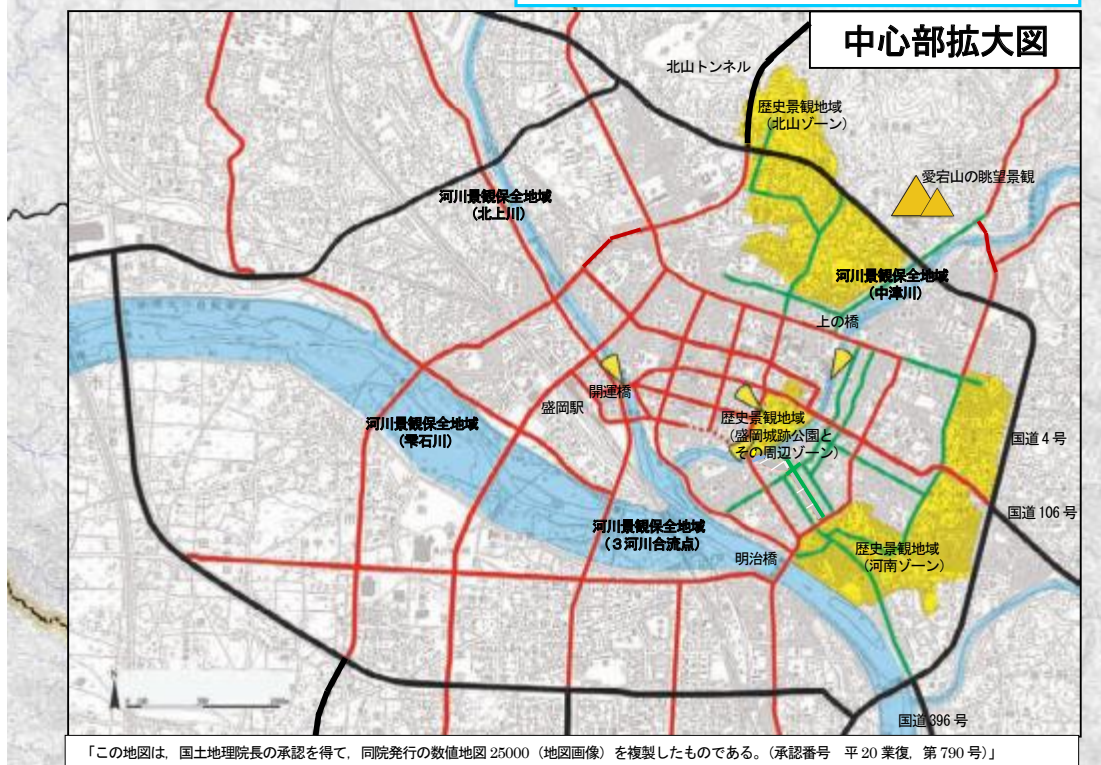 中心部拡大図
北山トンネル
歴史景観地域
（北山ゾーン）
愛宕山の眺望景観
河川景観保全地域
（北上川）
河川景観保全地域
（中津川）
上の橋
開運橋
盛岡駅
歴史景観地域
（盛岡城跡公園と
その周辺ゾーン）
河川景観保全地域
（雫石川）
国道4号
国道106号
河川景観保全地域
（３河川合流点）
明治橋
歴史景観地域
（河南ゾーン）
国道396号
「この地図は，国土地理院長の承認を得て，同院発行の数値地図25000（地図画像）を複製したものである。（承認番号　平20業復，第790号）」